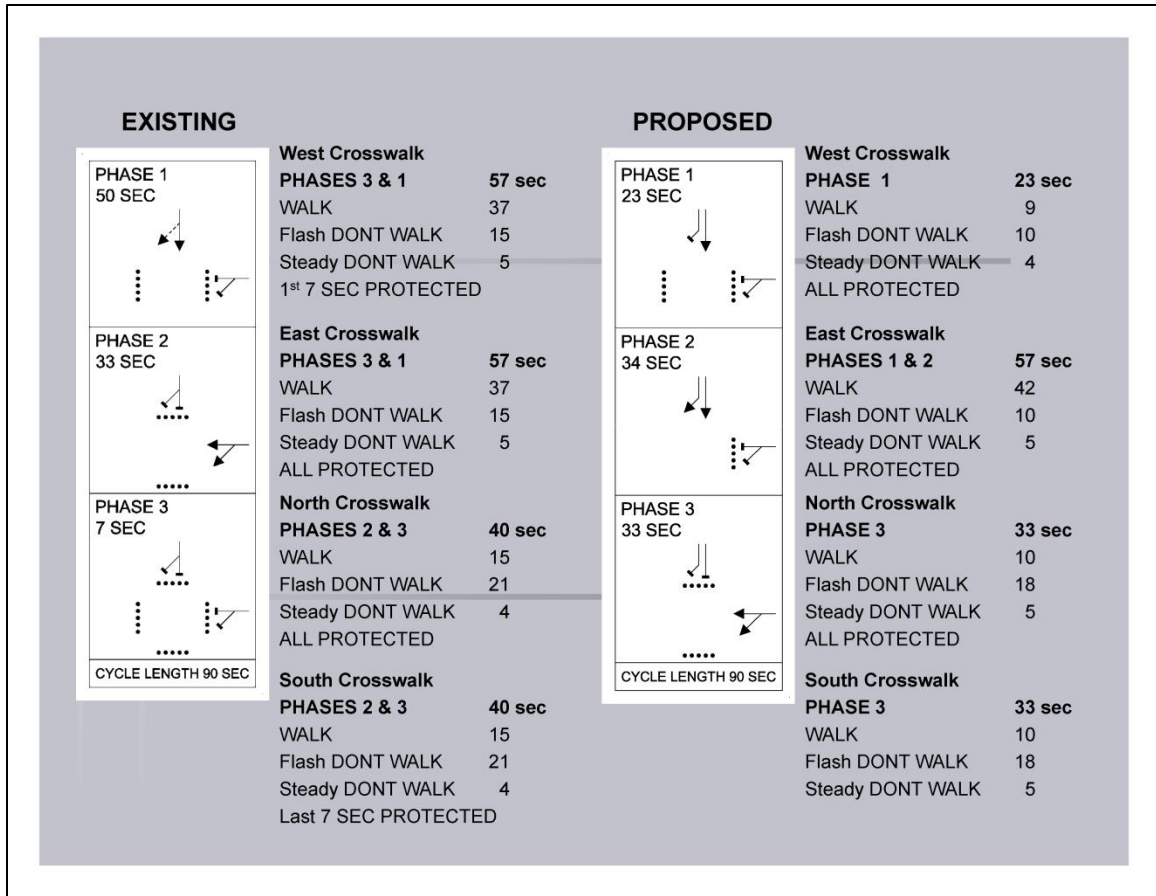 EXISTING
PHASE 1
50 SEC
PHASE 2
33 SEC
PHASE 3
7 SEC
CYCLE LENGTH 90 SEC
West Crosswalk
PHASES 3 & 1 57 sec
WALK 37
Flash DONT WALK 15
Steady DONT WALK 5
1st 7 SEC PROTECTED
East Crosswalk
PHASES 3 & 1 57 sec
WALK 37
Flash DONT WALK 15
Steady DONT WALK 5
ALL PROTECTED
North Crosswalk
PHASES 2 & 3 40 sec
WALK 15
Flash DONT WALK 21
Steady DONT WALK 4
ALL PROTECTED
South Crosswalk
PHASES 2 & 3 40 sec
WALK 15
Flash DONT WALK 21
Steady DONT WALK 4
Last 7 SEC PROTECTED
PROPOSED
PHASE 1
23 SEC
PHASE 2
34 SEC
PHASE 3
33 SEC
CYCLE LENGTH 90 SEC
West Crosswalk
PHASE 1 23 sec
WALK 9
Flash DONT WALK 10
Steady DONT WALK 4
ALL PROTECTED
East Crosswalk
PHASES 1 & 2 57 sec
WALK 42
Flash DONT WALK 10
Steady DONT WALK 5
ALL PROTECTED
North Crosswalk
PHASE 3 33 sec
WALK 10
Flash DONT WALK 18
Steady DONT WALK 5
ALL PROTECTED
South Crosswalk
PHASE 3 33 sec
WALK 10
Flash DONT WALK 18
Steady DONT WALK 5